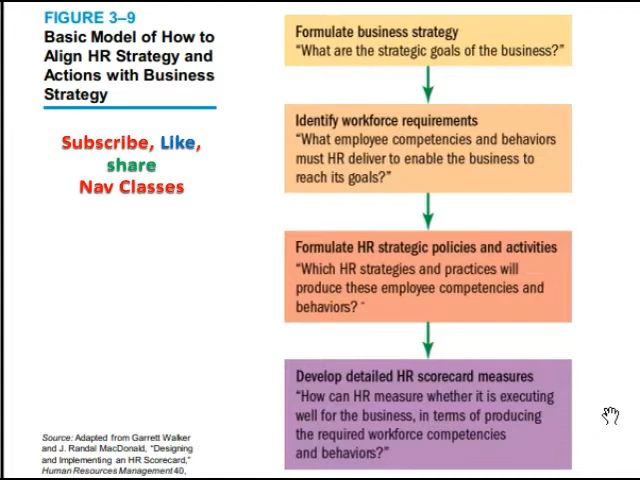 FIGURE 3–9
Basic Model of How to
Align HR Strategy and
Actions with Business
Strategy
Subscribe, Like,
share
Nav Classes
Formulate business strategy
“What are the strategic goals of the business?”
Identify workforce requirements
“What employee competencies and behaviors
must HR deliver to enable the business to
reach its goals?”
Formulate HR strategic policies and activities
“Which HR strategies and practices will
produce these employee competencies and
behaviors?”
Develop detailed HR scorecard measures
“How can HR measure whether it is executing
well for the business, in terms of producing
the required workforce competencies
and behaviors?”
Source: Adapted from Garrett Walker
and J. Randal MacDonald, “Designing
and Implementing an HR Scorecard,”
Human Resources Management 40,